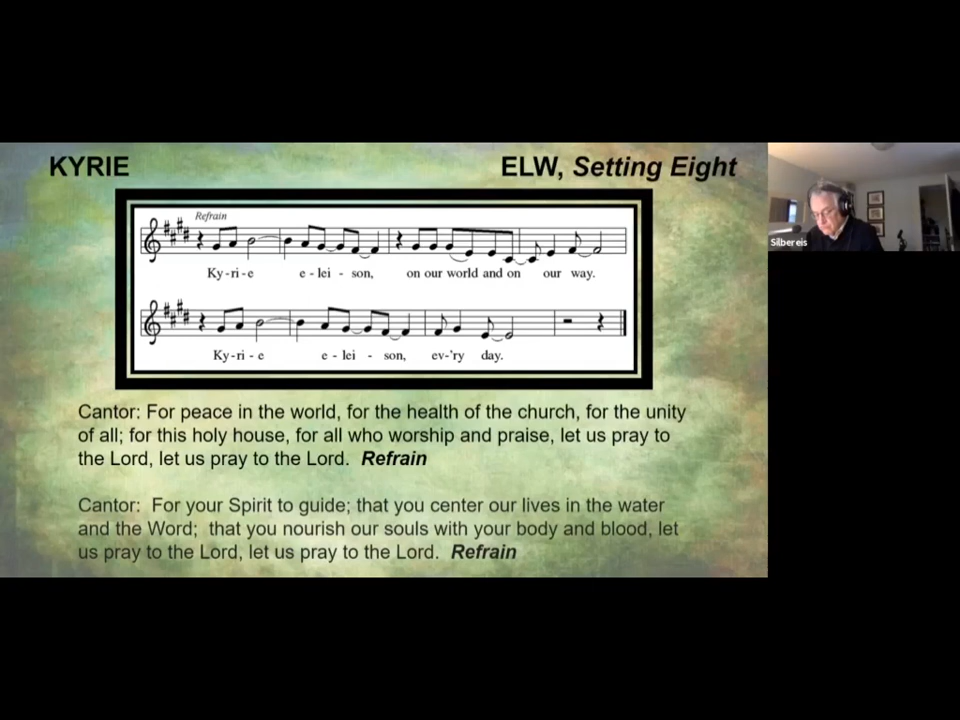 KYRIE
ELW, Setting Eight
Refrain
Ky-ri-e e-lei-son, on our world and on our way.
Ky-ri-e e-lei-son, ev-'ry day.
Cantor: For peace in the world, for the health of the church, for the unity
of all; for this holy house, for all who worship and praise, let us pray to
the Lord, let us pray to the Lord. Refrain
Cantor: For your Spirit to guide; that you center our lives in the water
and the Word; that you nourish our souls with your body and blood, let
us pray to the Lord, let us pray to the Lord. Refrain
Silbereis